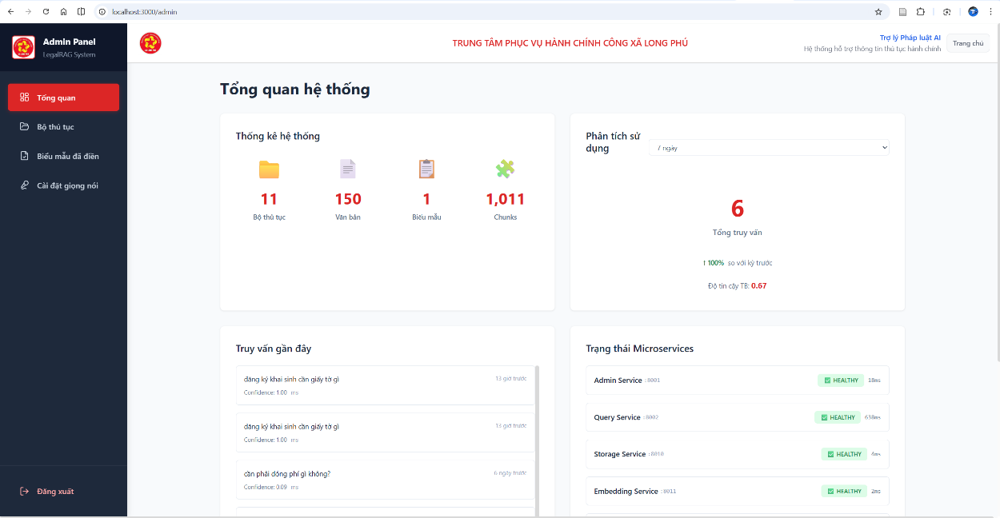 localhost:3000/admin
Admin Panel
LegalRAG System
TRUNG TÂM PHỤC VỤ HÀNH CHÍNH CÔNG XÃ LONG PHÚ
Trợ lý Pháp luật AI
Hệ thống hỗ trợ thông tin thủ tục hành chính
Trang chủ
Tổng quan
Bộ thủ tục
Biểu mẫu đã điền
Cài đặt giọng nói
Đăng xuất
Tổng quan hệ thống
Thống kê hệ thống
11
150
1
1,011
Bộ thủ tục
Văn bản
Biểu mẫu
Chunks
Phân tích sử dụng
7 ngày
6
Tổng truy vấn
↑ 100% so với kỳ trước
Độ tin cậy TB: 0.67
Truy vấn gần đây
đăng ký khai sinh cần giấy tờ gì
13 giờ trước
Confidence: 1.00 ms
đăng ký khai sinh cần giấy tờ gì
13 giờ trước
Confidence: 1.00 ms
cần phải đóng phí gì không?
6 ngày trước
Confidence: 0.09 ms
Trạng thái Microservices
Admin Service :8001
HEALTHY 18ms
Query Service :8002
HEALTHY 638ms
Storage Service :8010
HEALTHY 4ms
Embedding Service :8011
HEALTHY 2ms